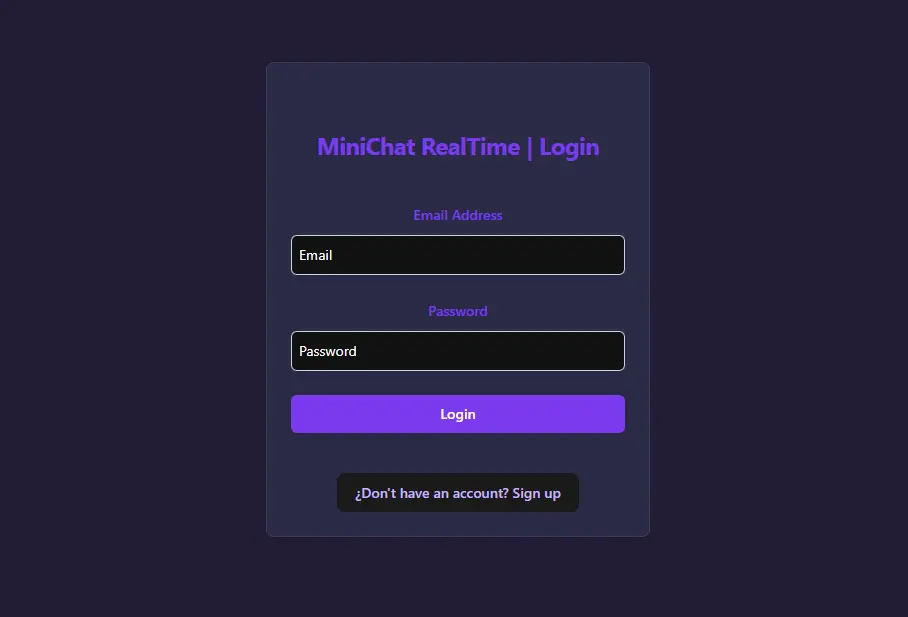 MiniChat RealTime | Login
Email Address
Email
Password
Password
Login
¿Don't have an account? Sign up